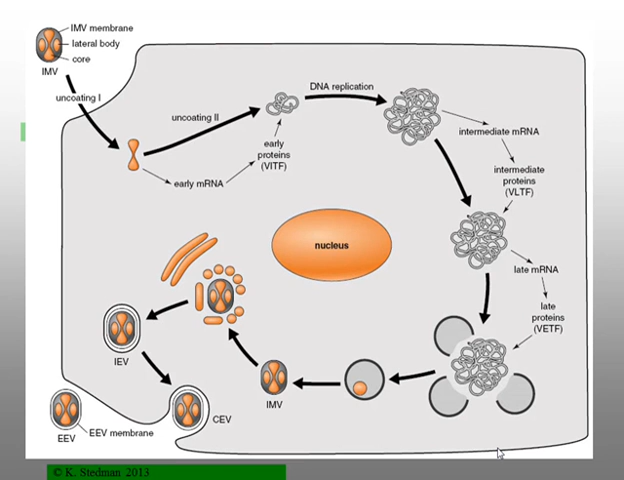 IMV membrane
lateral body
core
IMV
uncoating I
uncoating II
DNA replication
early
proteins
(VITF)
early mRNA
intermediate mRNA
intermediate
proteins
(VLTF)
nucleus
late mRNA
late
proteins
(VETF)
IEV
IMV
CEV
EEV membrane
EEV
© K. Stedman 2013